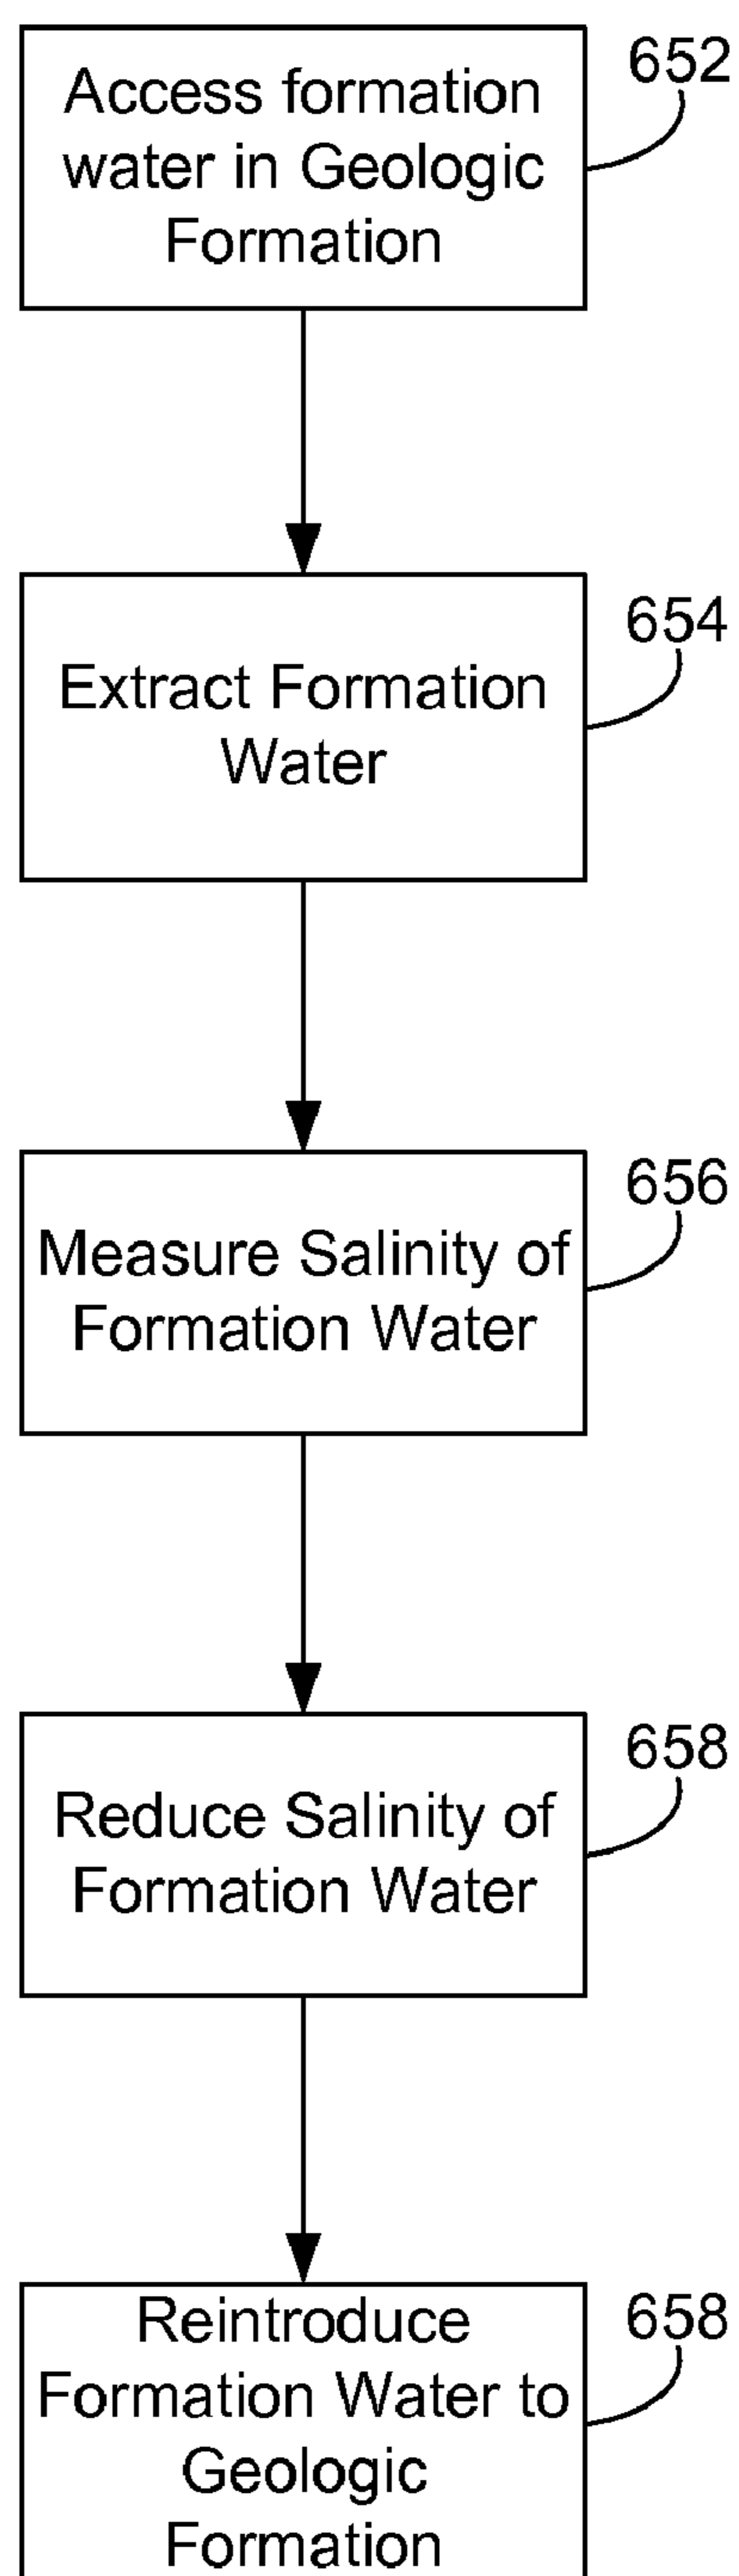 Access formation
water in Geologic
Formation
652
Extract Formation
Water
654
Measure Salinity of
Formation Water
656
Reduce Salinity of
Formation Water
658
Reintroduce
Formation Water to
Geologic
Formation
658